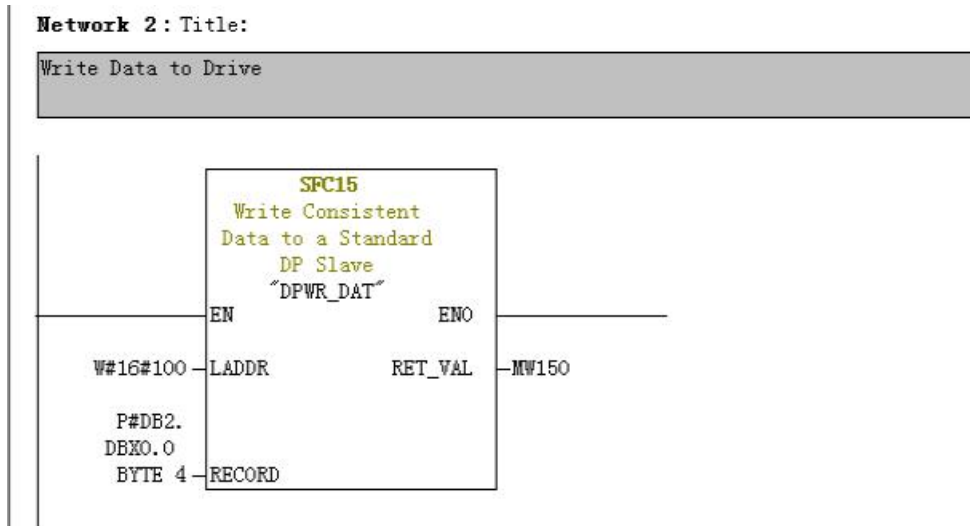 Network 2: Title:
Write Data to Drive
SFC15
Write Consistent
Data to a Standard
DP Slave
"DPWR_DAT"
EN ENO
W#16#100 LADDR RET_VAL MW150
P#DB2.
DBX0.0
BYTE 4 RECORD